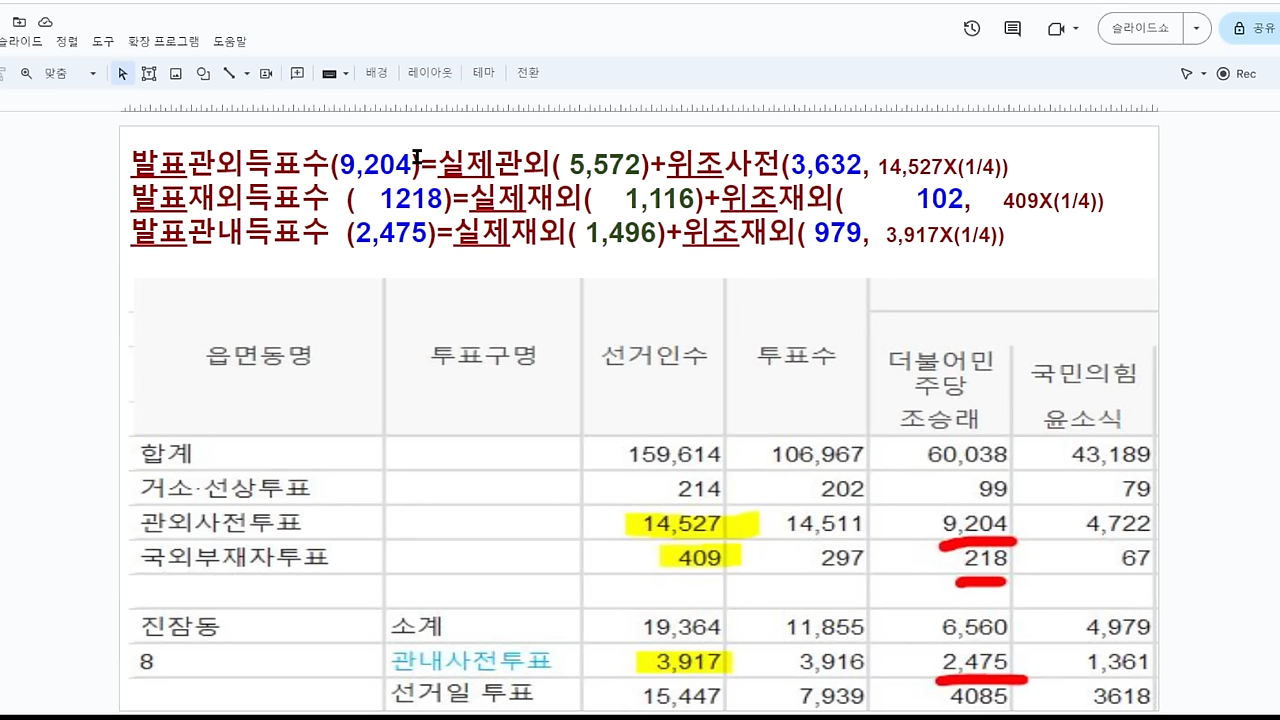 슬라이드 정렬 도구 확장 프로그램 도움말
슬라이드쇼 공유
맞춤 배경 레이아웃 테마 전환 Rec
발표관외득표수(9,204)=실제관외( 5,572)+위조사전(3,632, 14,527X(1/4))
발표재외득표수 ( 1218)=실제재외( 1,116)+위조재외( 102, 409X(1/4))
발표관내득표수 (2,475)=실제재외( 1,496)+위조재외( 979, 3,917X(1/4))
읍면동명 투표구명 선거인수 투표수 더불어민주당 조승래 국민의힘 윤소식
합계 159,614 106,967 60,038 43,189
거소·선상투표 214 202 99 79
관외사전투표 14,527 14,511 9,204 4,722
국외부재자투표 409 297 218 67
진잠동 소계 19,364 11,855 6,560 4,979
8 관내사전투표 3,917 3,916 2,475 1,361
선거일 투표 15,447 7,939 4085 3618